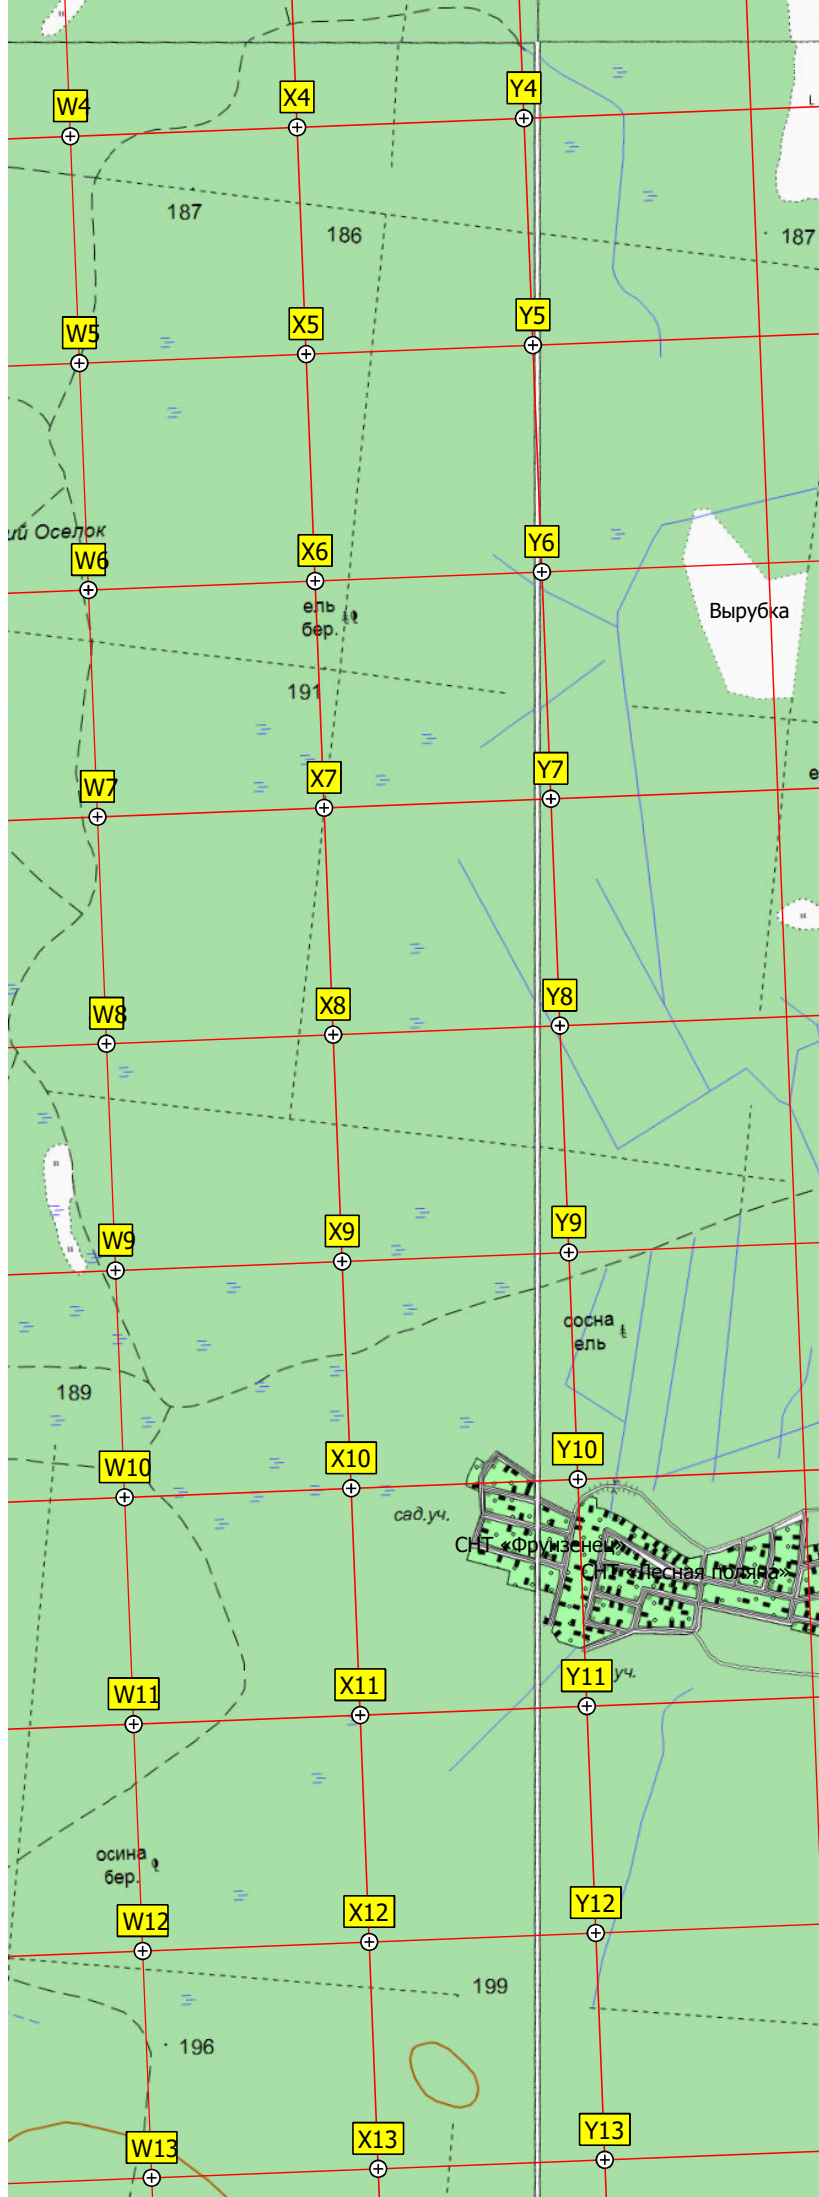 W4
X4
Y4
187
186
187
W5
X5
Y5
ий Оселок
W6
X6
Y6
ель
бер.
Вырубка
191
W7
X7
Y7
е
W8
X8
Y8
W9
X9
Y9
сосна
ель
189
W10
X10
Y10
сад.уч.
СНТ «Фрунзенец»
СНТ «Лесная поляна»
W11
X11
Y11
уч.
осина
бер.
W12
X12
Y12
199
196
W13
X13
Y13